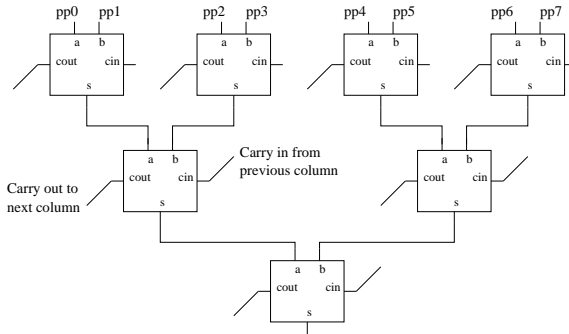 pp0 pp1 pp2 pp3 pp4 pp5 pp6 pp7
a b a b a b a b
cout cin cout cin cout cin cout cin
s s s s
a b a b
Carry in from
previous column
cout cin cout cin
Carry out to
next column
s s
a b
cout cin
s